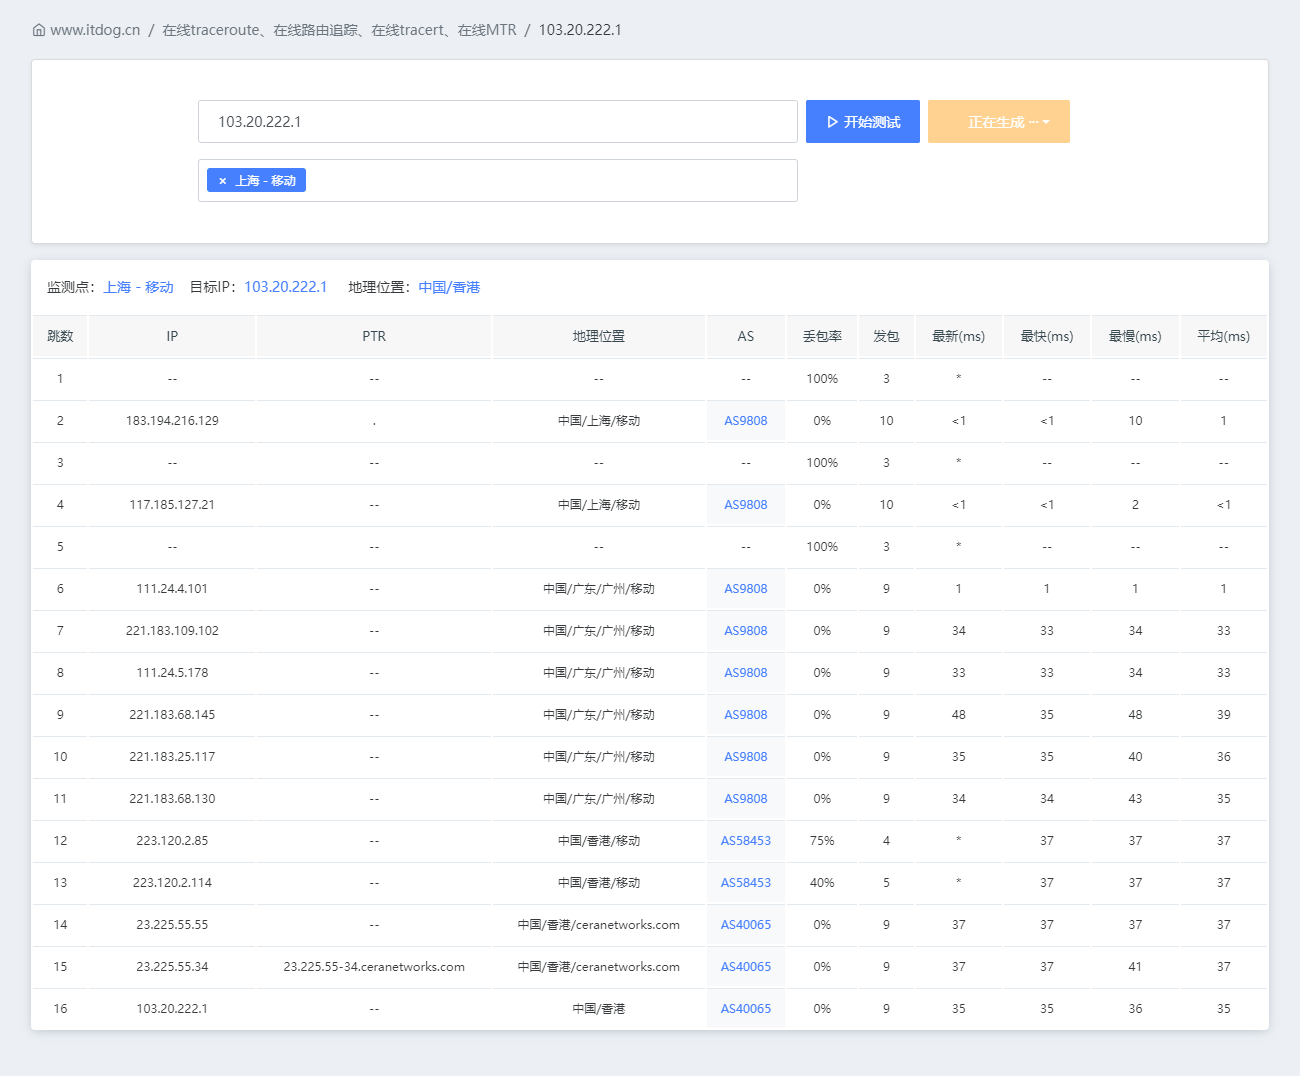 www.itdog.cn / 在线traceroute、在线路由追踪、在线tracert、在线MTR / 103.20.222.1
103.20.222.1 开始测试 正在生成 ···
× 上海 - 移动
监测点：上海 - 移动 目标IP：103.20.222.1 地理位置：中国/香港
跳数 IP PTR 地理位置 AS 丢包率 发包 最新(ms) 最快(ms) 最慢(ms) 平均(ms)
1 -- -- -- -- 100% 3 * -- -- --
2 183.194.216.129 . 中国/上海/移动 AS9808 0% 10 <1 <1 10 1
3 -- -- -- -- 100% 3 * -- -- --
4 117.185.127.21 -- 中国/上海/移动 AS9808 0% 10 <1 <1 2 <1
5 -- -- -- -- 100% 3 * -- -- --
6 111.24.4.101 -- 中国/广东/广州/移动 AS9808 0% 9 1 1 1 1
7 221.183.109.102 -- 中国/广东/广州/移动 AS9808 0% 9 34 33 34 33
8 111.24.5.178 -- 中国/广东/广州/移动 AS9808 0% 9 33 33 34 33
9 221.183.68.145 -- 中国/广东/广州/移动 AS9808 0% 9 48 35 48 39
10 221.183.25.117 -- 中国/广东/广州/移动 AS9808 0% 9 35 35 40 36
11 221.183.68.130 -- 中国/广东/广州/移动 AS9808 0% 9 34 34 43 35
12 223.120.2.85 -- 中国/香港/移动 AS58453 75% 4 * 37 37 37
13 223.120.2.114 -- 中国/香港/移动 AS58453 40% 5 * 37 37 37
14 23.225.55.55 -- 中国/香港/ceranetworks.com AS40065 0% 9 37 37 37 37
15 23.225.55.34 23.225.55-34.ceranetworks.com 中国/香港/ceranetworks.com AS40065 0% 9 37 37 41 37
16 103.20.222.1 -- 中国/香港 AS40065 0% 9 35 35 36 35